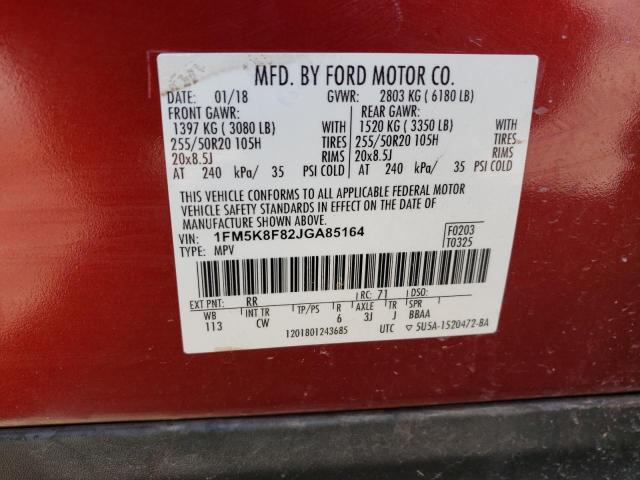 MFD. BY FORD MOTOR CO.
DATE: 01/18 GVWR: 2803 KG ( 6180 LB)
FRONT GAWR: REAR GAWR:
1397 KG ( 3080 LB) WITH 1520 KG ( 3350 LB) WITH
255/50R20 105H TIRES 255/50R20 105H TIRES
20x8.5J RIMS 20x8.5J RIMS
AT 240 kPa/ 35 PSI COLD AT 240 kPa/ 35 PSI COLD
THIS VEHICLE CONFORMS TO ALL APPLICABLE FEDERAL MOTOR
VEHICLE SAFETY STANDARDS IN EFFECT ON THE DATE OF
MANUFACTURE SHOWN ABOVE.
VIN: 1FM5K8F82JGA85164 F0203
TYPE: MPV T0325
EXT PNT: RR RC: 71 DSO:
WB INT TR TP/PS R AXLE TR SPR
113 CW 6 3J J BBAA
1201801243685 UTC ▽ 5U5A-1520472-BA